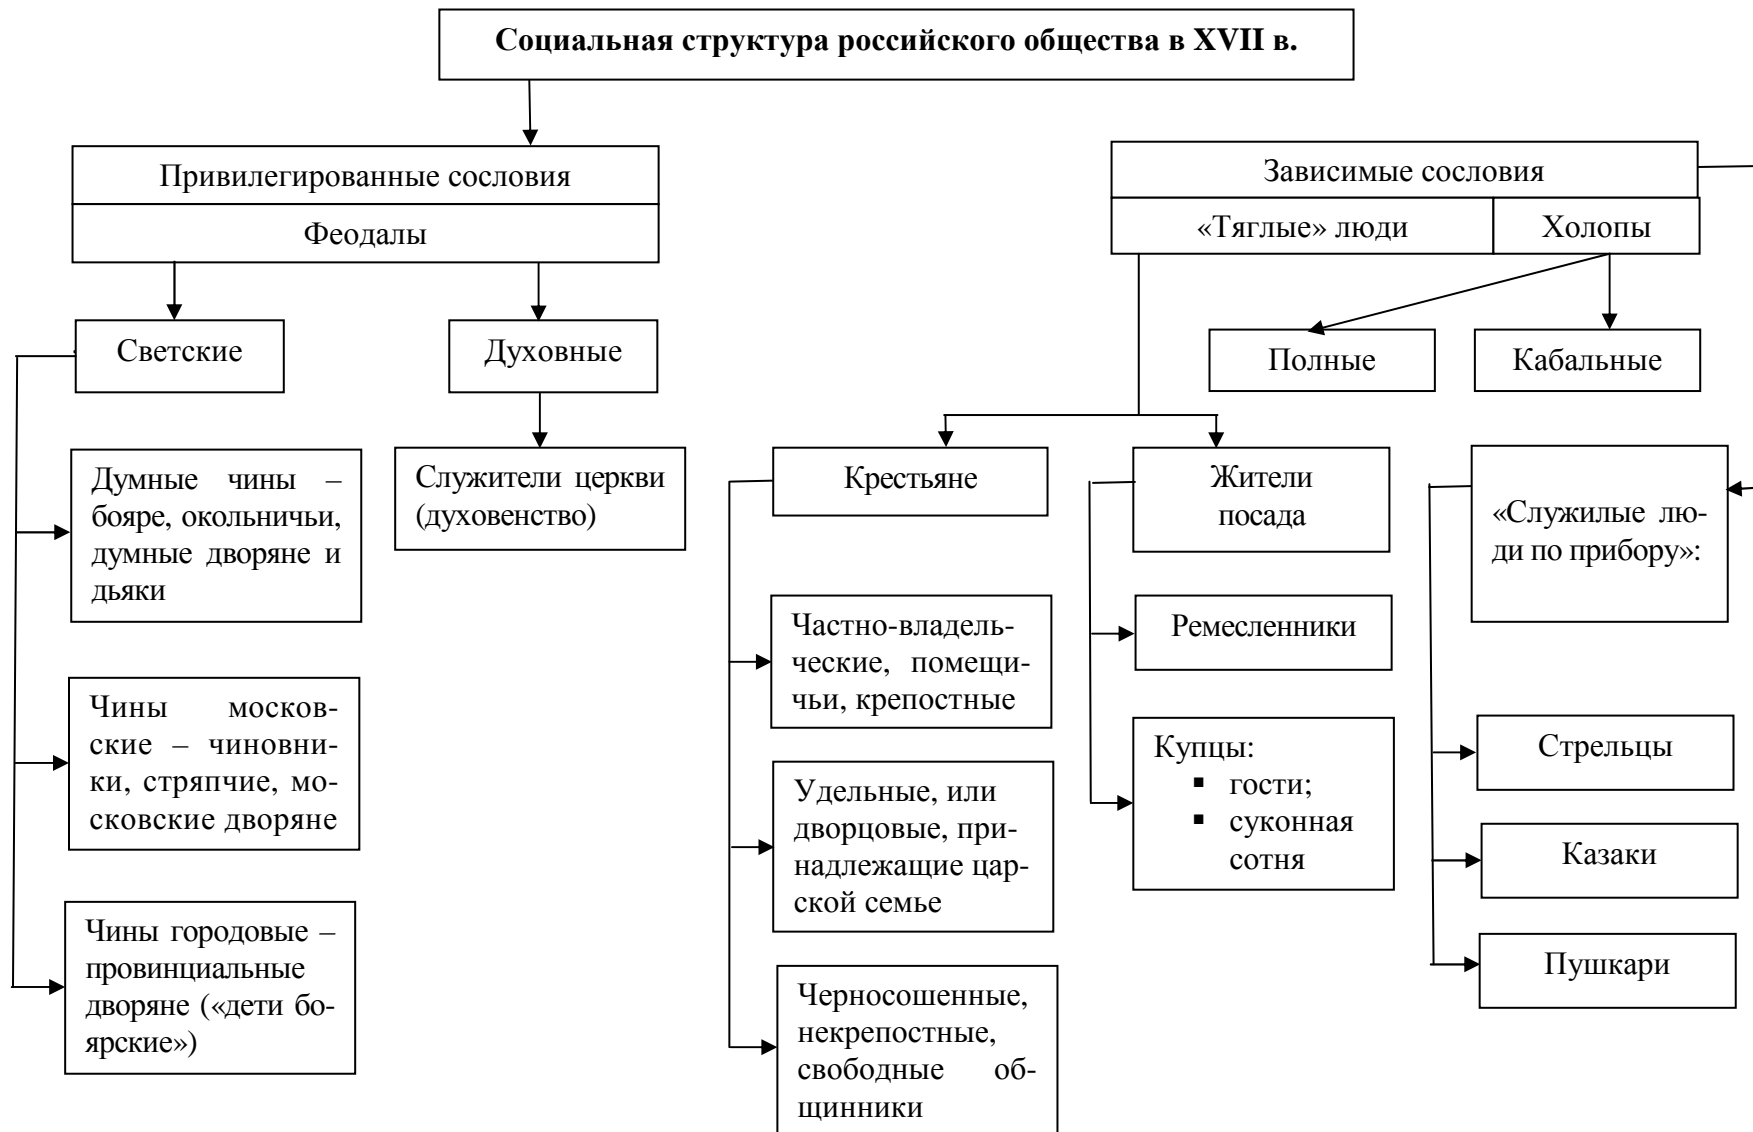 Социальная структура российского общества в XVII в.
Привилегированные сословия
Феодалы
Зависимые сословия
«Тяглые» люди
Холопы
Светские
Духовные
Полные
Кабальные
Думные чины –
бояре, окольничьи,
думные дворяне и
дьяки
Служители церкви
(духовенство)
Крестьяне
Жители
посада
«Служилые лю-
ди по прибору»:
Чины москов-
ские – чиновни-
ки, стряпчие, мо-
сковские дворяне
Частно-владель-
ческие, помещи-
чьи, крепостные
Ремесленники
Стрельцы
Удельные, или
дворцовые, при-
надлежащие цар-
ской семье
Купцы:
▪ гости;
▪ суконная
сотня
Казаки
Чины городовые –
провинциальные
дворяне («дети бо-
ярские»)
Черносошенные,
некрепостные,
свободные об-
щинники
Пушкари